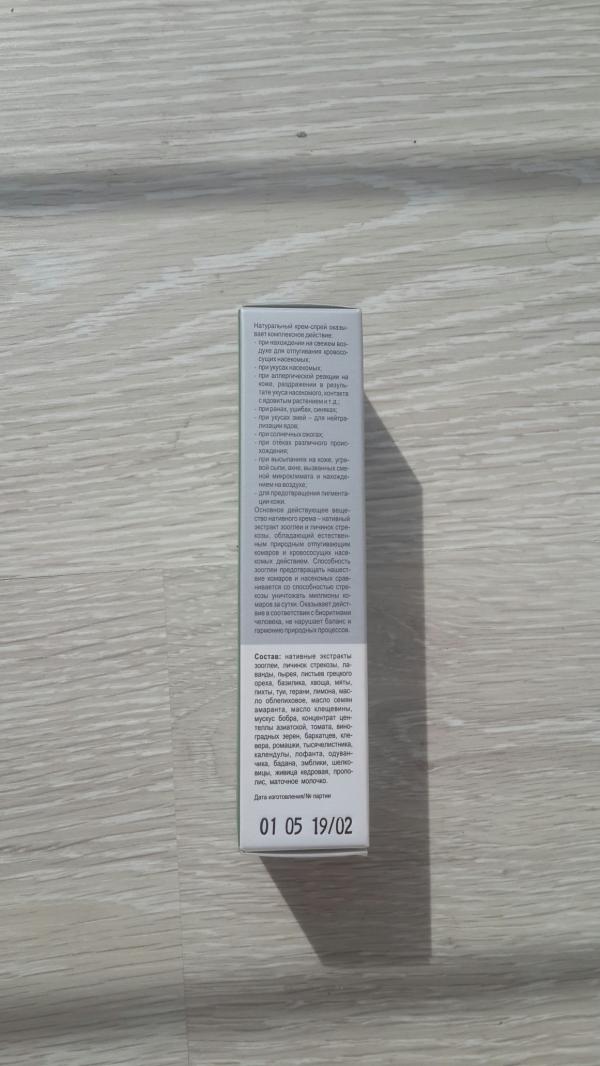 Натуральный крем-спрей оказы-
вает комплексное действие:
- при нахождении на свежем воз-
духе для отпугивания кровосо-
сущих насекомых;
- при укусах насекомых;
- при аллергической реакции на
коже, раздражении в резуль-
тате укуса насекомого, контакта
с ядовитым растением и т.д.;
- при ранах, ушибах, синяках;
- при укусах змей – для нейтра-
лизации ядов;
- при солнечных ожогах;
- при отёках различного проис-
хождения;
- при высыпаниях на коже, угре-
вой сыпи, акне, вызванных сме-
ной микроклимата и нахожде-
нием на воздухе;
- для предотвращения пигмента-
ции кожи.
Основное действующее веще-
ство нативного крема – нативный
экстракт зооглеи и личинок стре-
козы, обладающий естествен-
ным природным отпугивающим
комаров и кровососущих насе-
комых действием. Способность
зооглеи предотвращать нашест-
вие комаров и насекомых срав-
нивается со способностью стре-
козы уничтожать миллионы ко-
маров за сутки. Оказывает дейст-
вие в соответствии с биоритмами
человека, не нарушает баланс и
гармонию природных процессов.
Состав: нативные экстракты
зооглеи, личинок стрекозы, ла-
ванды, пырея, листьев грецкого
ореха, базилика, хвоща, мяты,
пихты, туи, герани, лимона, мас-
ло облепиховое, масло семян
амаранта, масло клещевины,
мускус бобра, концентрат цен-
теллы азиатской, томата, вино-
градных зерен, бархатцев, кле-
вера, ромашки, тысячелистника,
календулы, лофанта, одуван-
чика, бадана, эмблики, шелко-
вицы, живица кедровая, пропо-
лис, маточное молочко.
Дата изготовления/№ партии
01 05 19/02